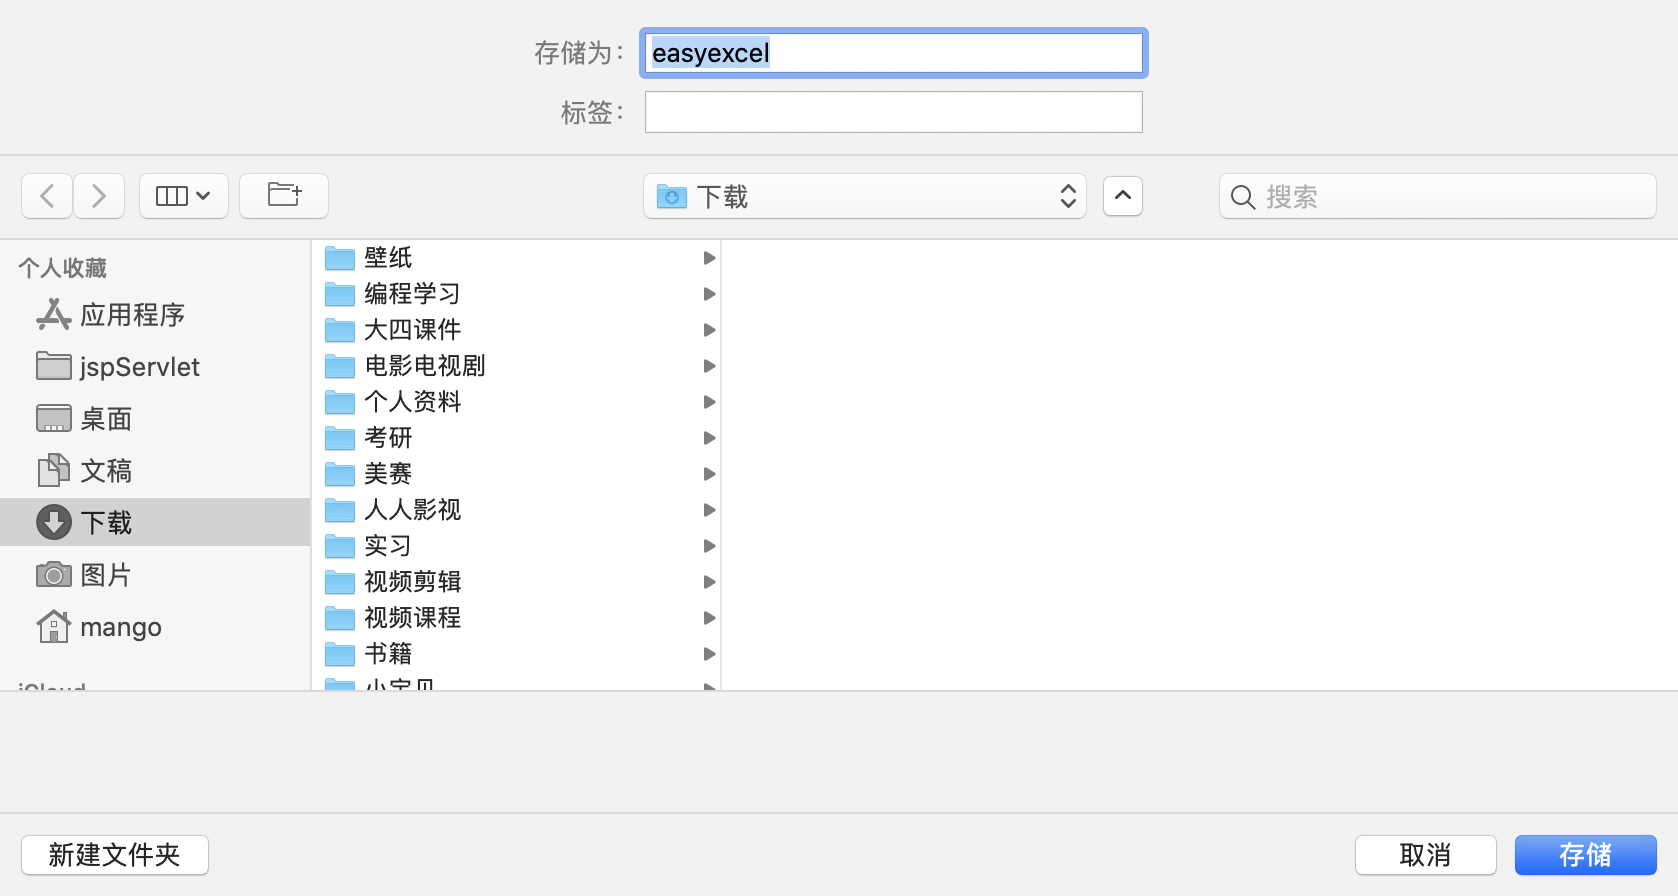 存储为：
easyexcel
标签：
下载
搜索
个人收藏
应用程序
jspServlet
桌面
文稿
下载
图片
mango
iCloud
壁纸
编程学习
大四课件
电影电视剧
个人资料
考研
美赛
人人影视
实习
视频剪辑
视频课程
书籍
小宝贝
新建文件夹
取消
存储